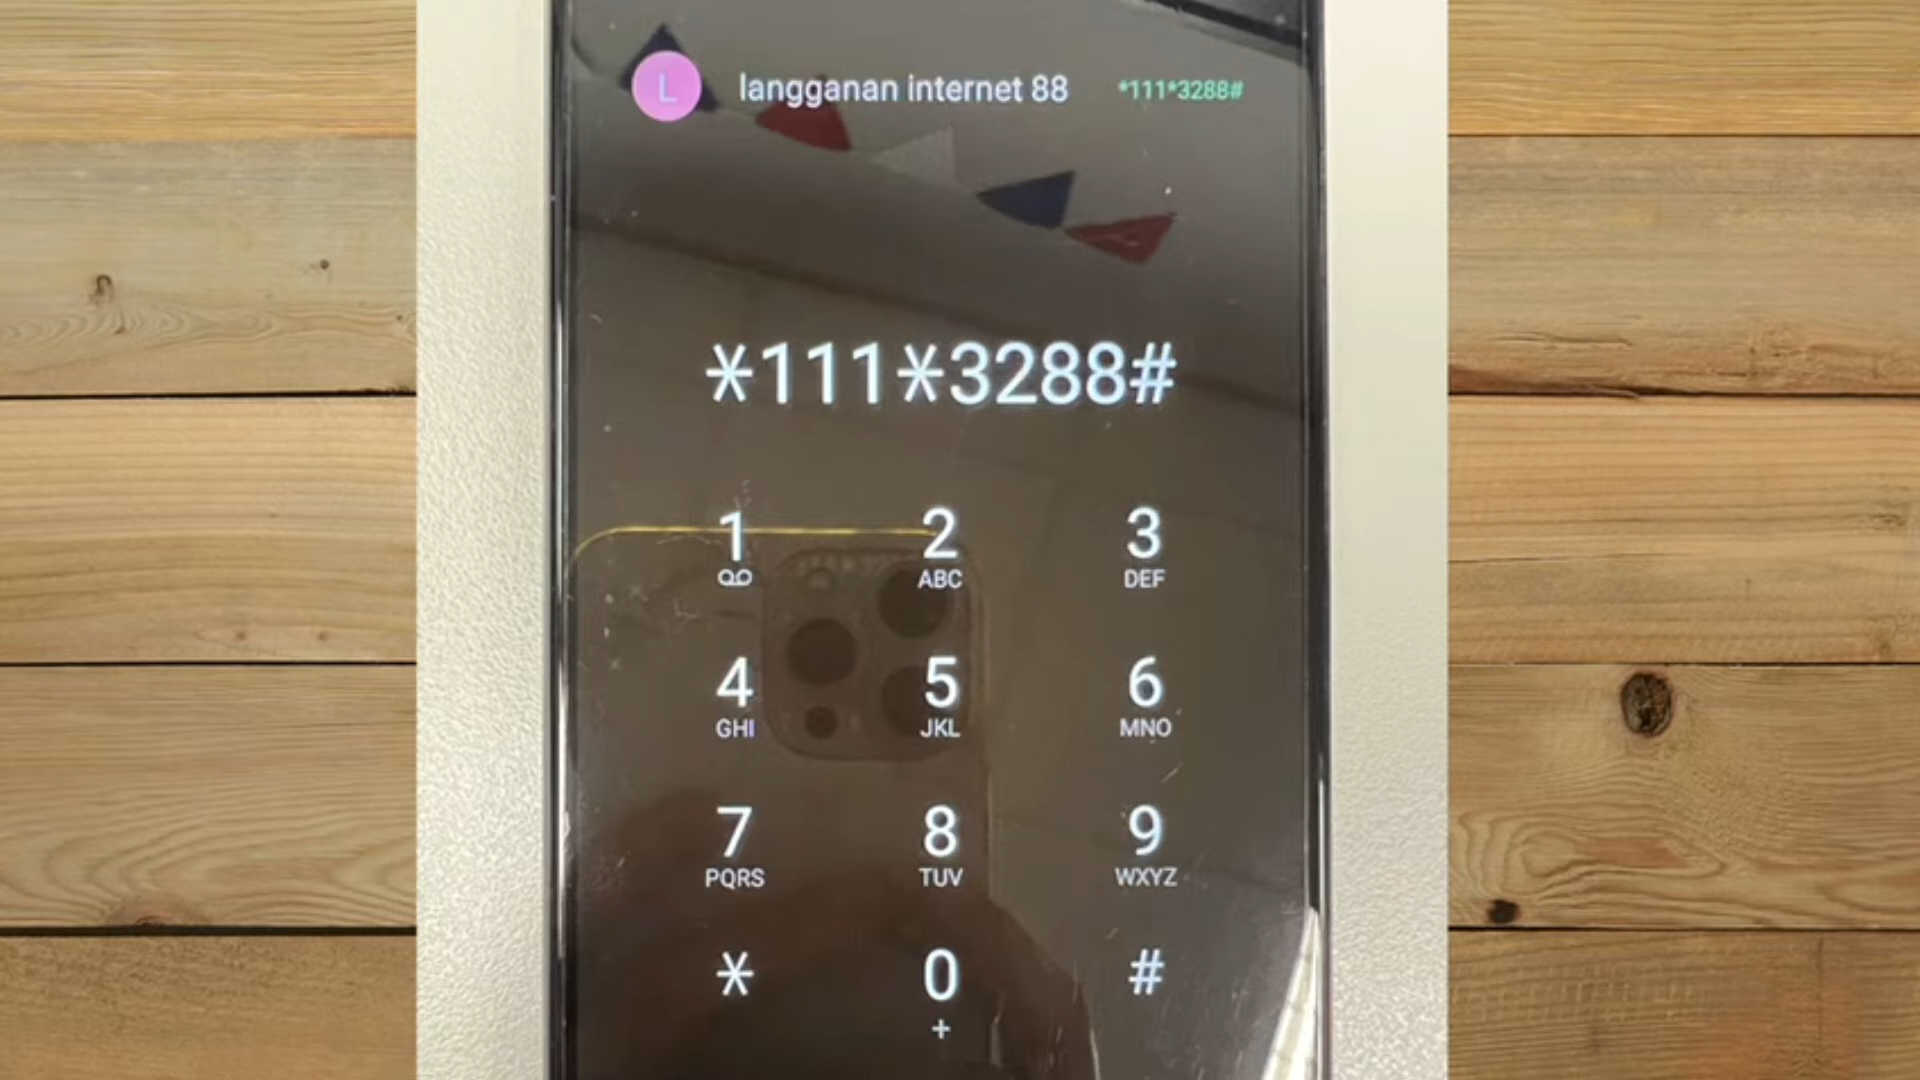 L langganan internet 88 *111*3288#
*111*3288#
1 2 3
ABC DEF
4 5 6
GHI JKL MNO
7 8 9
PQRS TUV WXYZ
* 0 #
+